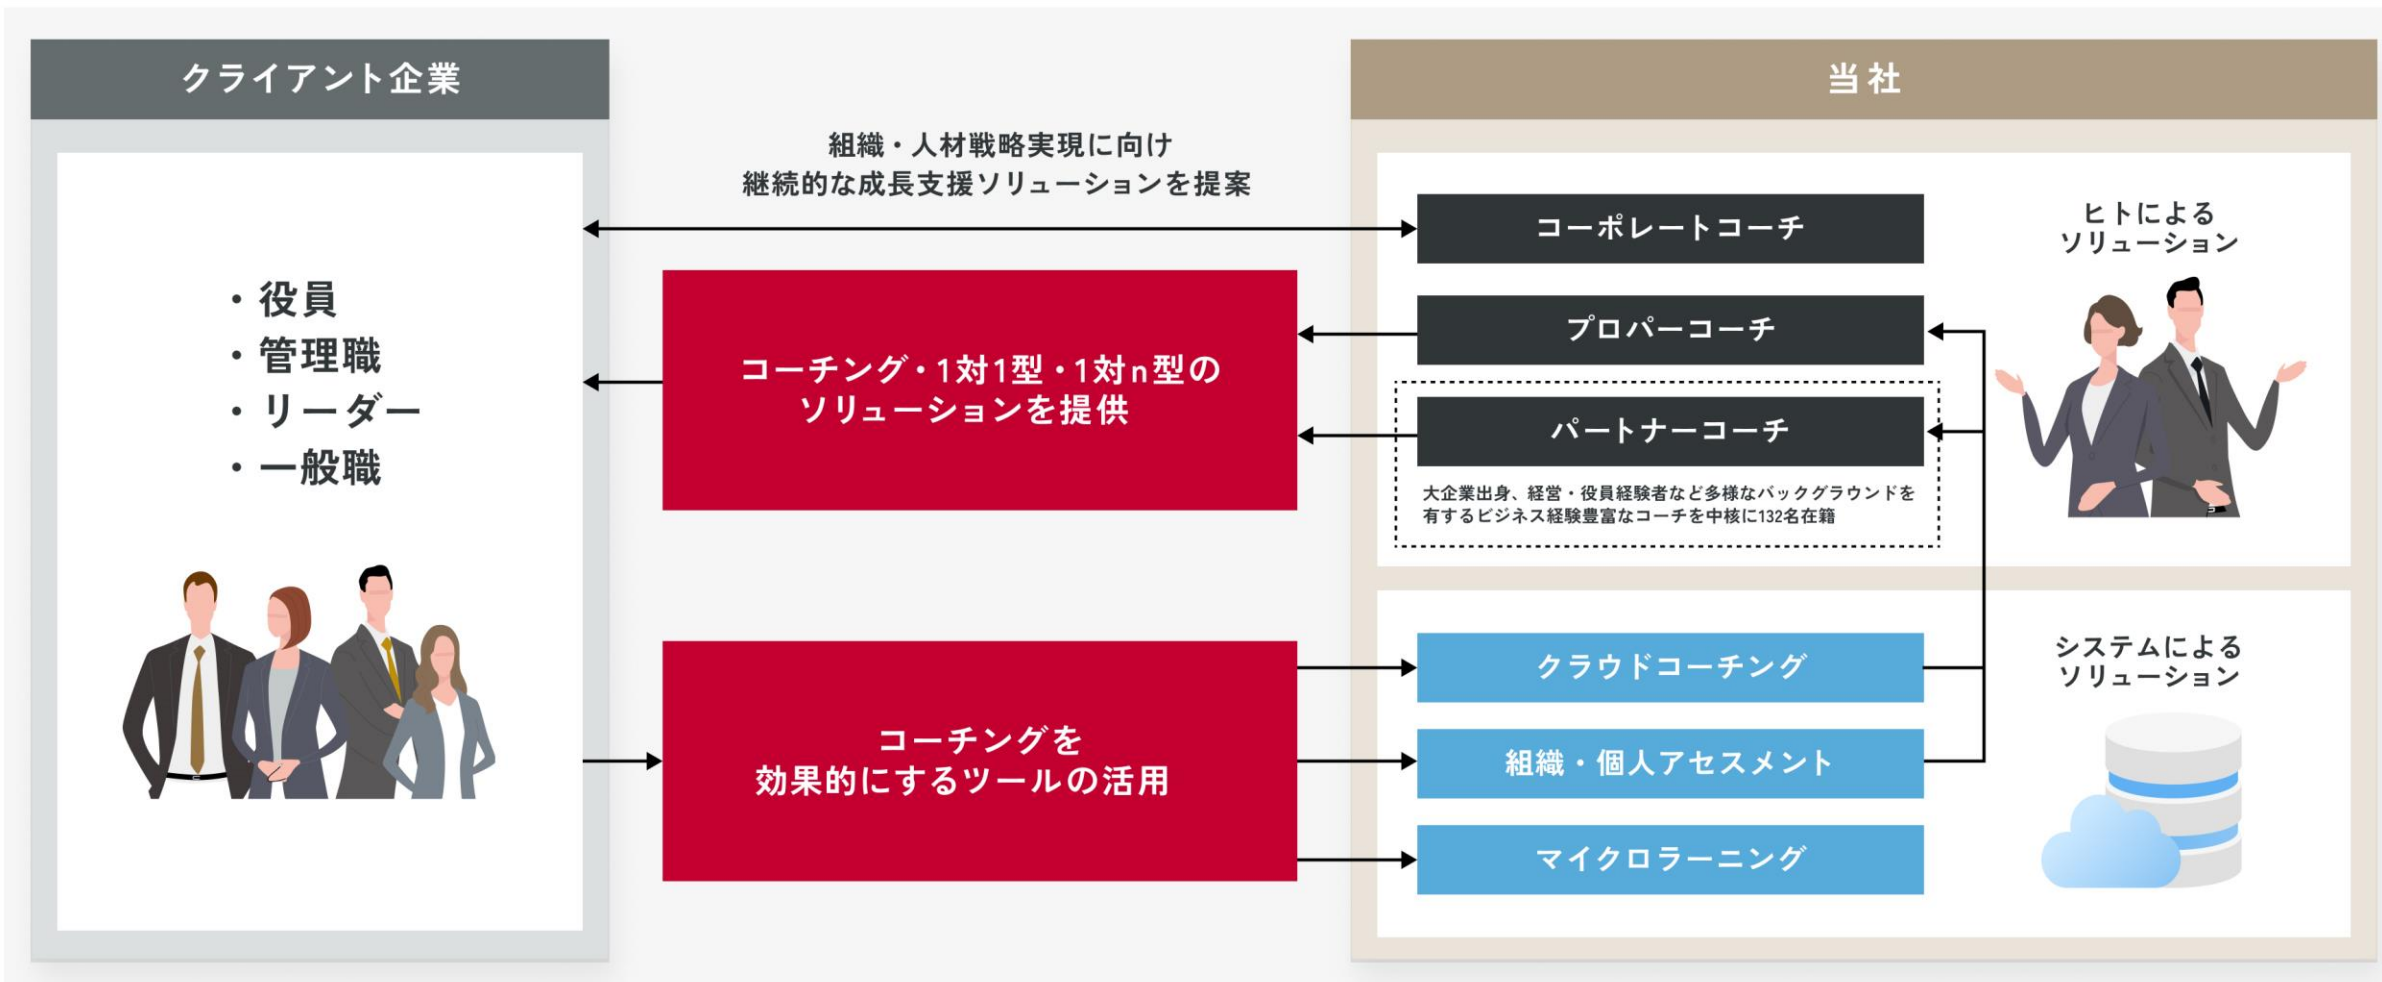 クライアント企業
・役員
・管理職
・リーダー
・一般職
組織・人材戦略実現に向け
継続的な成長支援ソリューションを提案
コーチング・1対1型・1対n型の
ソリューションを提供
コーチングを
効果的にするツールの活用
当社
コーポレートコーチ
プロパーコーチ
パートナーコーチ
大企業出身、経営・役員経験者など多様なバックグラウンドを
有するビジネス経験豊富なコーチを中核に132名在籍
ヒトによる
ソリューション
クラウドコーチング
組織・個人アセスメント
マイクロラーニング
システムによる
ソリューション